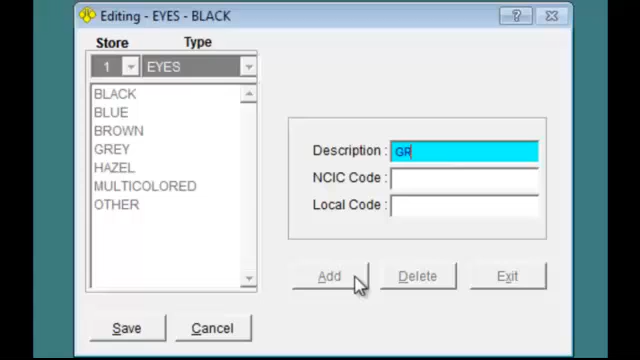 Editing - EYES - BLACK
Store Type
1 EYES
BLACK
BLUE
BROWN
GREY
HAZEL
MULTICOLORED
OTHER
Description : GR
NCIC Code :
Local Code :
Add Delete Exit
Save Cancel